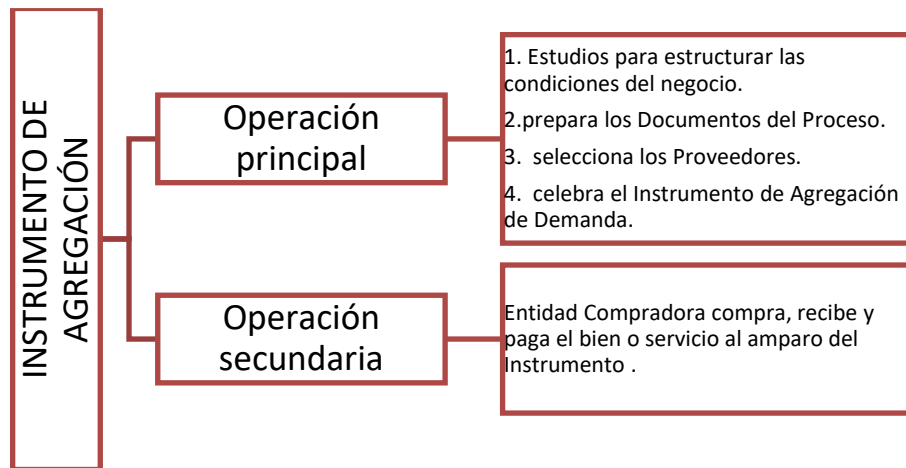 INSTRUMENTO DE
AGREGACIÓN
Operación
principal
1. Estudios para estructurar las
condiciones del negocio.
2.prepara los Documentos del Proceso.
3.  selecciona los Proveedores.
4.  celebra el Instrumento de Agregación
de Demanda.
Operación
secundaria
Entidad Compradora compra, recibe y
paga el bien o servicio al amparo del
Instrumento .